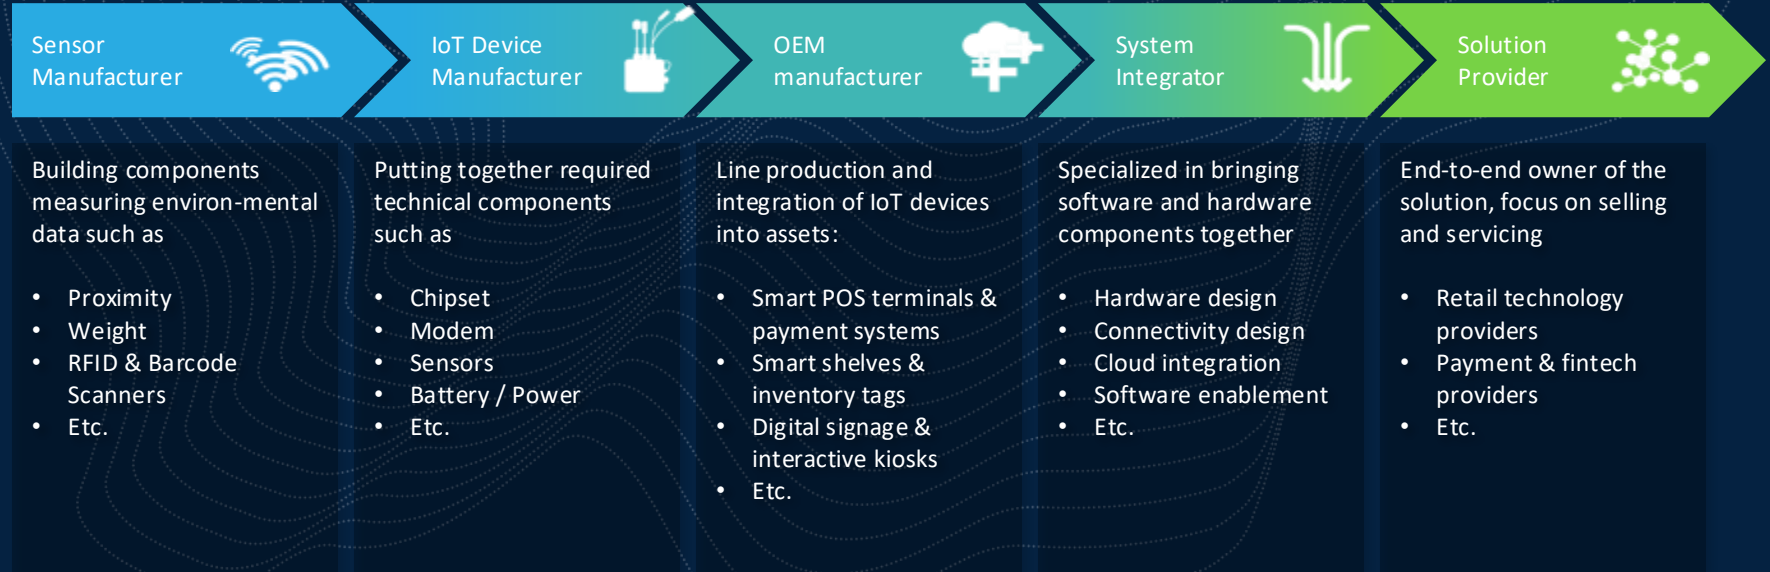 Sensor
Manufacturer
IoT Device
Manufacturer
OEM
manufacturer
System
Integrator
Solution
Provider
Building components
measuring environ-mental
data such as
• Proximity
• Weight
• RFID & Barcode
Scanners
• Etc.
Putting together required
technical components
such as
• Chipset
• Modem
• Sensors
• Battery / Power
• Etc.
Line production and
integration of IoT devices
into assets:
• Smart POS terminals &
payment systems
• Smart shelves &
inventory tags
• Digital signage &
interactive kiosks
• Etc.
Specialized in bringing
software and hardware
components together
• Hardware design
• Connectivity design
• Cloud integration
• Software enablement
• Etc.
End-to-end owner of the
solution, focus on selling
and servicing
• Retail technology
providers
• Payment & fintech
providers
• Etc.